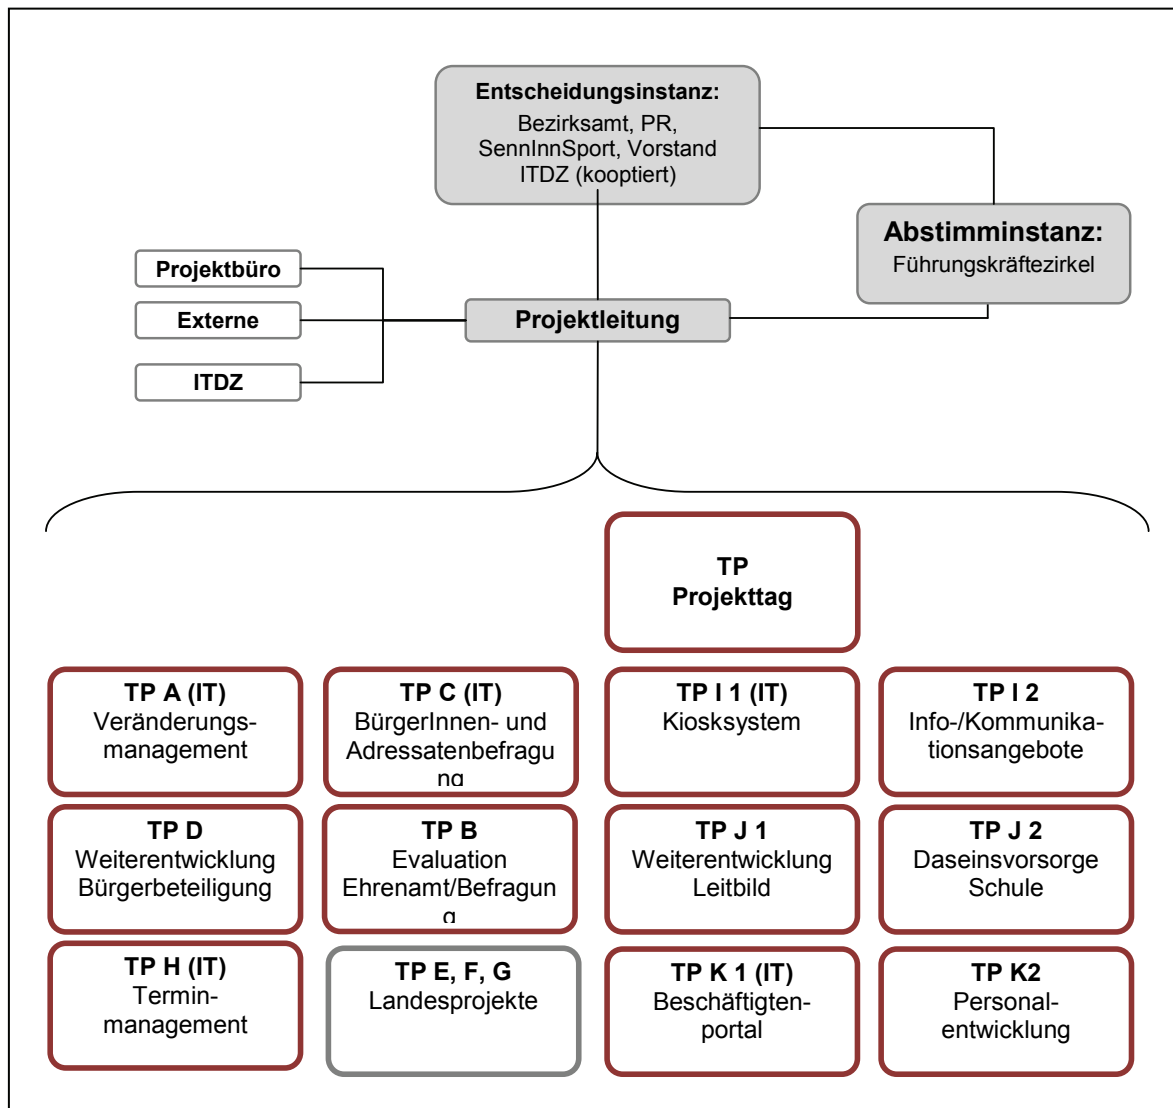 Entscheidungsinstanz:
Bezirksamt, PR,
SennInnSport, Vorstand
ITDZ (kooptiert)
Abstimminstanz:
Führungskräftezirkel
Projektbüro
Externe
ITDZ
Projektleitung
TP
Projekttag
TP A (IT)
Veränderungs-
management
TP C (IT)
BürgerInnen- und
Adressatenbefragu
ng
TP I 1 (IT)
Kiosksystem
TP I 2
Info-/Kommunika-
tionsangebote
TP D
Weiterentwicklung
Bürgerbeteiligung
TP B
Evaluation
Ehrenamt/Befragun
g
TP J 1
Weiterentwicklung
Leitbild
TP J 2
Daseinsvorsorge
Schule
TP H (IT)
Termin-
management
TP E, F, G
Landesprojekte
TP K 1 (IT)
Beschäftigten-
portal
TP K2
Personal-
entwicklung